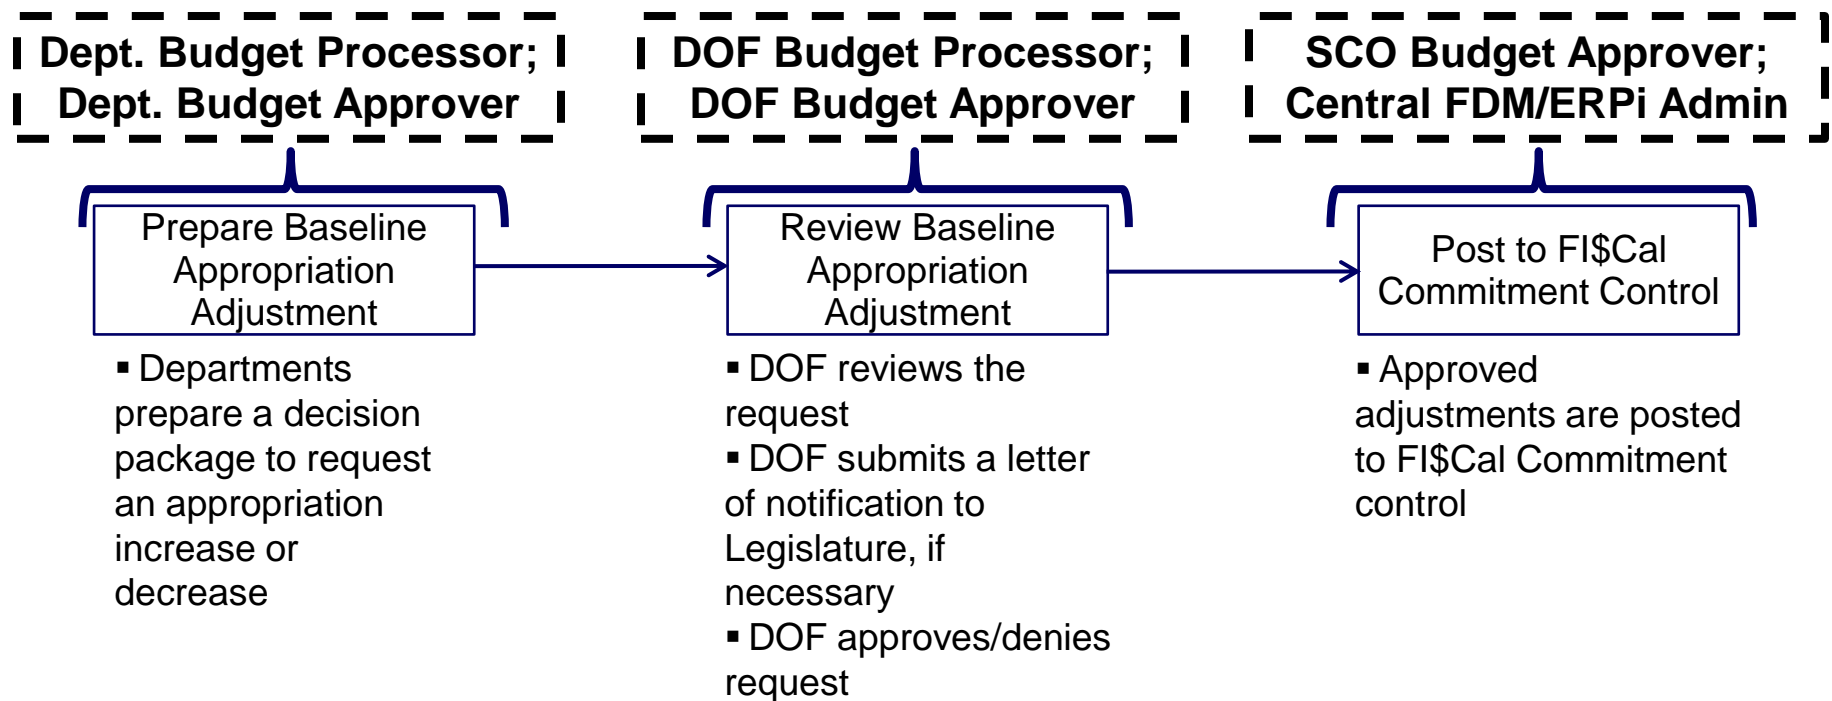 Dept. Budget Processor;
Dept. Budget Approver
DOF Budget Processor;
DOF Budget Approver
SCO Budget Approver;
Central FDM/ERPi Admin
Prepare Baseline
Appropriation
Adjustment
Review Baseline
Appropriation
Adjustment
Post to FI$Cal
Commitment Control
▪ Departments
prepare a decision
package to request
an appropriation
increase or
decrease
▪ DOF reviews the
request
▪ DOF submits a letter
of notification to
Legislature, if
necessary
▪ DOF approves/denies
request
▪ Approved
adjustments are posted
to FI$Cal Commitment
control